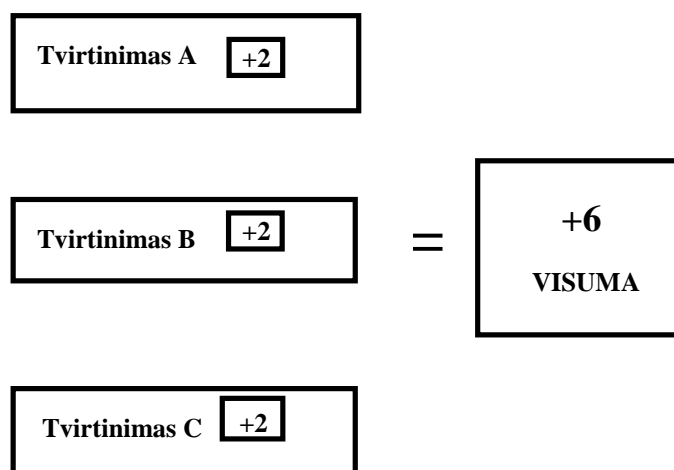 Tvirtinimas A +2
Tvirtinimas B +2
=
+6
VISUMA
Tvirtinimas C +2